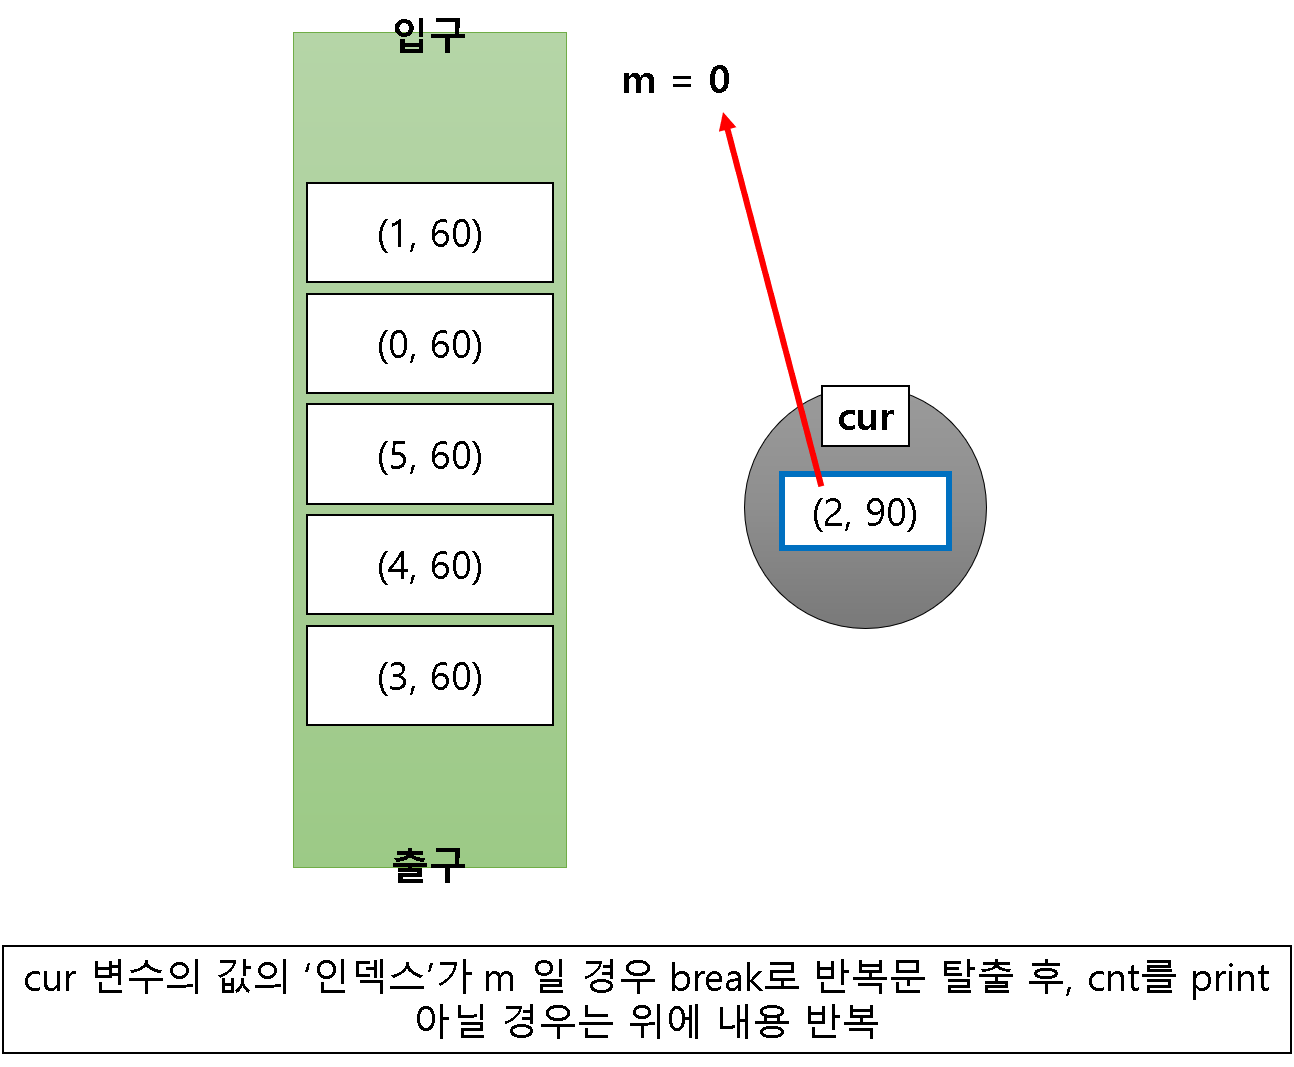 입구
m = 0
(1, 60)
(0, 60)
(5, 60)
(4, 60)
(3, 60)
출구
cur
(2, 90)
cur 변수의 값의 ‘인덱스’가 m 일 경우 break로 반복문 탈출 후, cnt를 print
아닐 경우는 위에 내용 반복